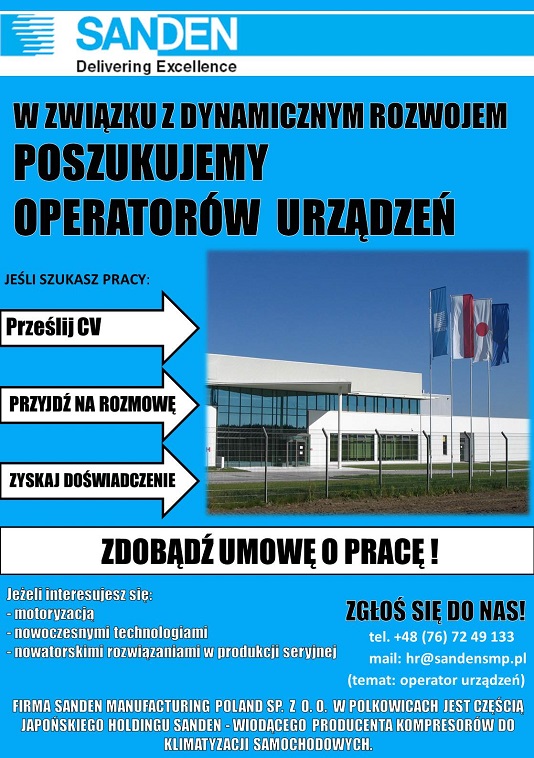 SANDEN
Delivering Excellence
W ZWIĄZKU Z DYNAMICZNYM ROZWOJEM
POSZUKUJEMY
OPERATORÓW URZĄDZEŃ
JEŚLI SZUKASZ PRACY:
Prześlij CV
PRZYJDŹ NA ROZMOWĘ
ZYSKAJ DOŚWIADCZENIE
ZDOBĄDŹ UMOWĘ O PRACĘ !
Jeżeli interesujesz się:
- motoryzacją
- nowoczesnymi technologiami
- nowatorskimi rozwiązaniami w produkcji seryjnej
ZGŁOŚ SIĘ DO NAS!
tel. +48 (76) 72 49 133
mail: hr@sandensmp.pl
(temat: operator urządzeń)
FIRMA SANDEN MANUFACTURING POLAND SP. Z O. O. W POLKOWICACH JEST CZĘŚCIĄ
JAPOŃSKIEGO HOLDINGU SANDEN - WIODĄCEGO PRODUCENTA KOMPRESORÓW DO
KLIMATYZACJI SAMOCHODOWYCH.